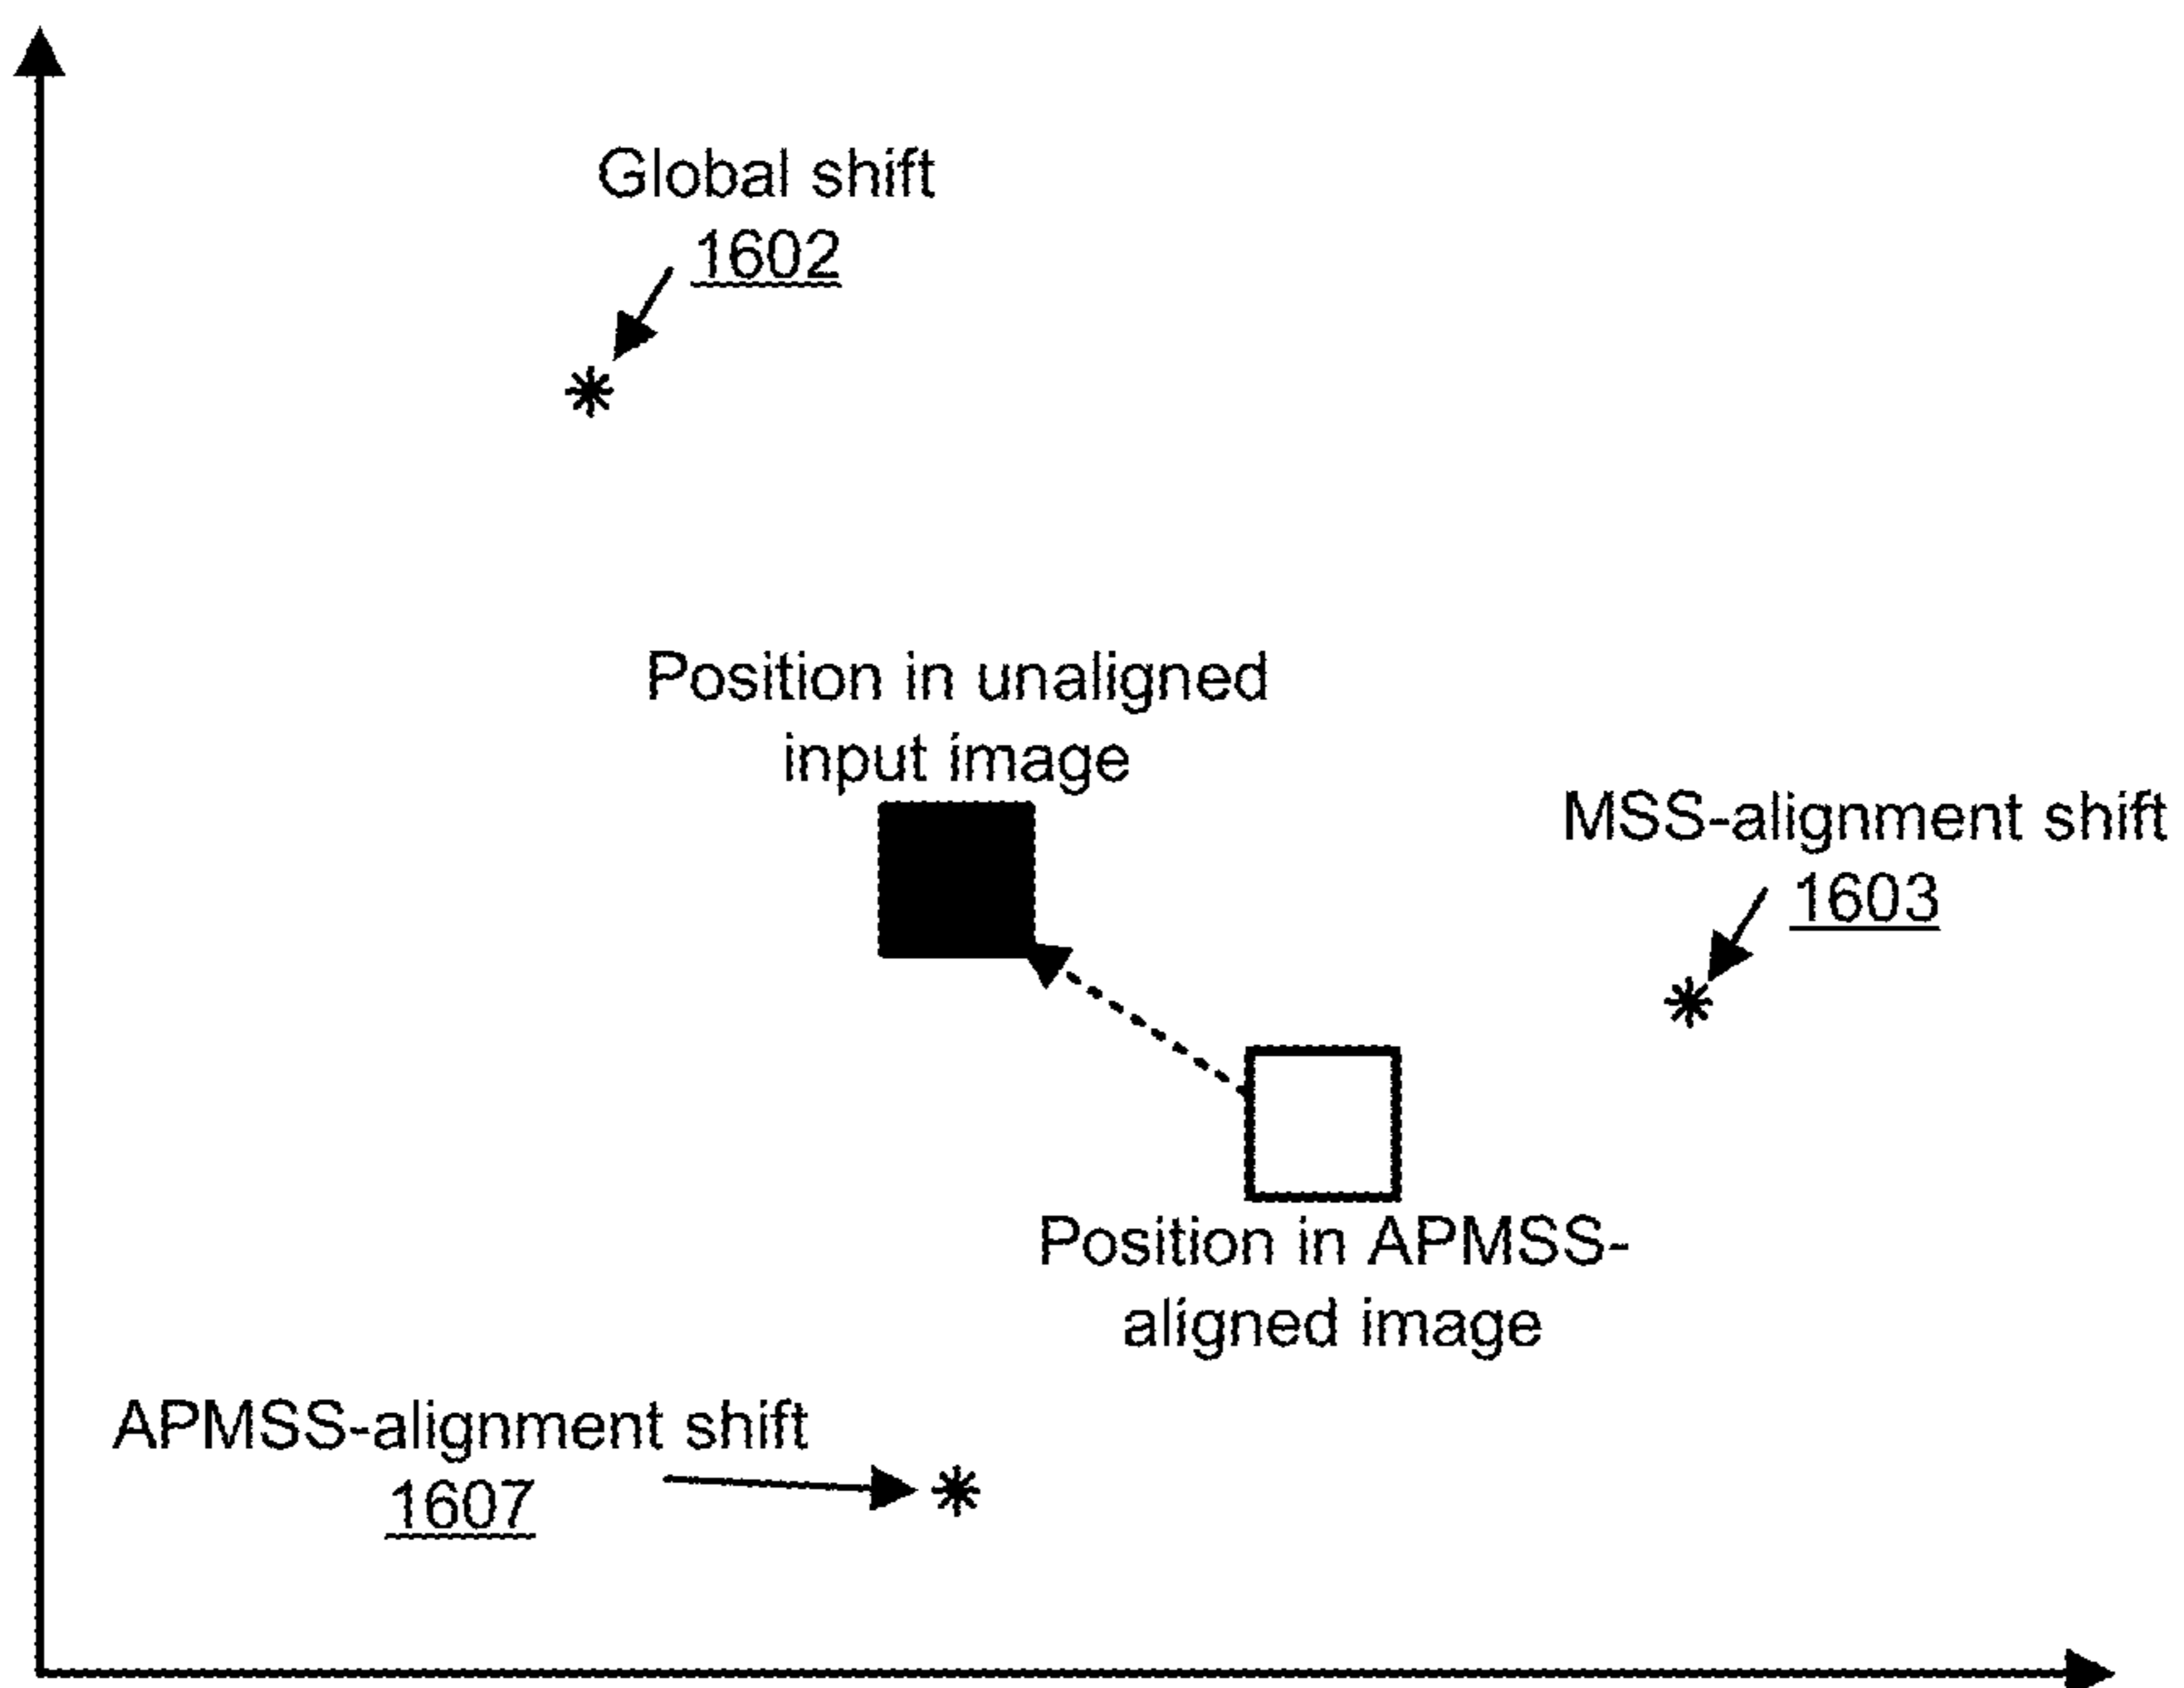 Global shift
1602
Position in unaligned
input image
MSS-alignment shift
1603
Position in APMSS-
aligned image
APMSS-alignment shift
1607